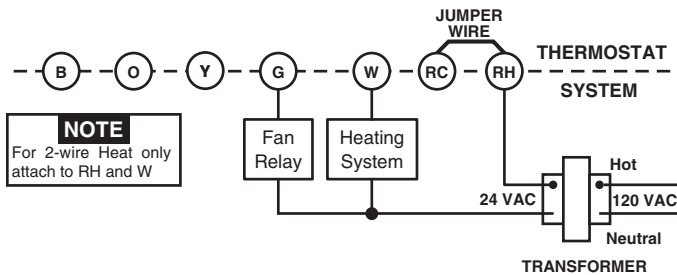 JUMPER
WIRE
THERMOSTAT
B O Y G W RC RH
SYSTEM
NOTE
For 2-wire Heat only
attach to RH and W
Fan
Relay
Heating
System
Hot
24 VAC
120 VAC
Neutral
TRANSFORMER